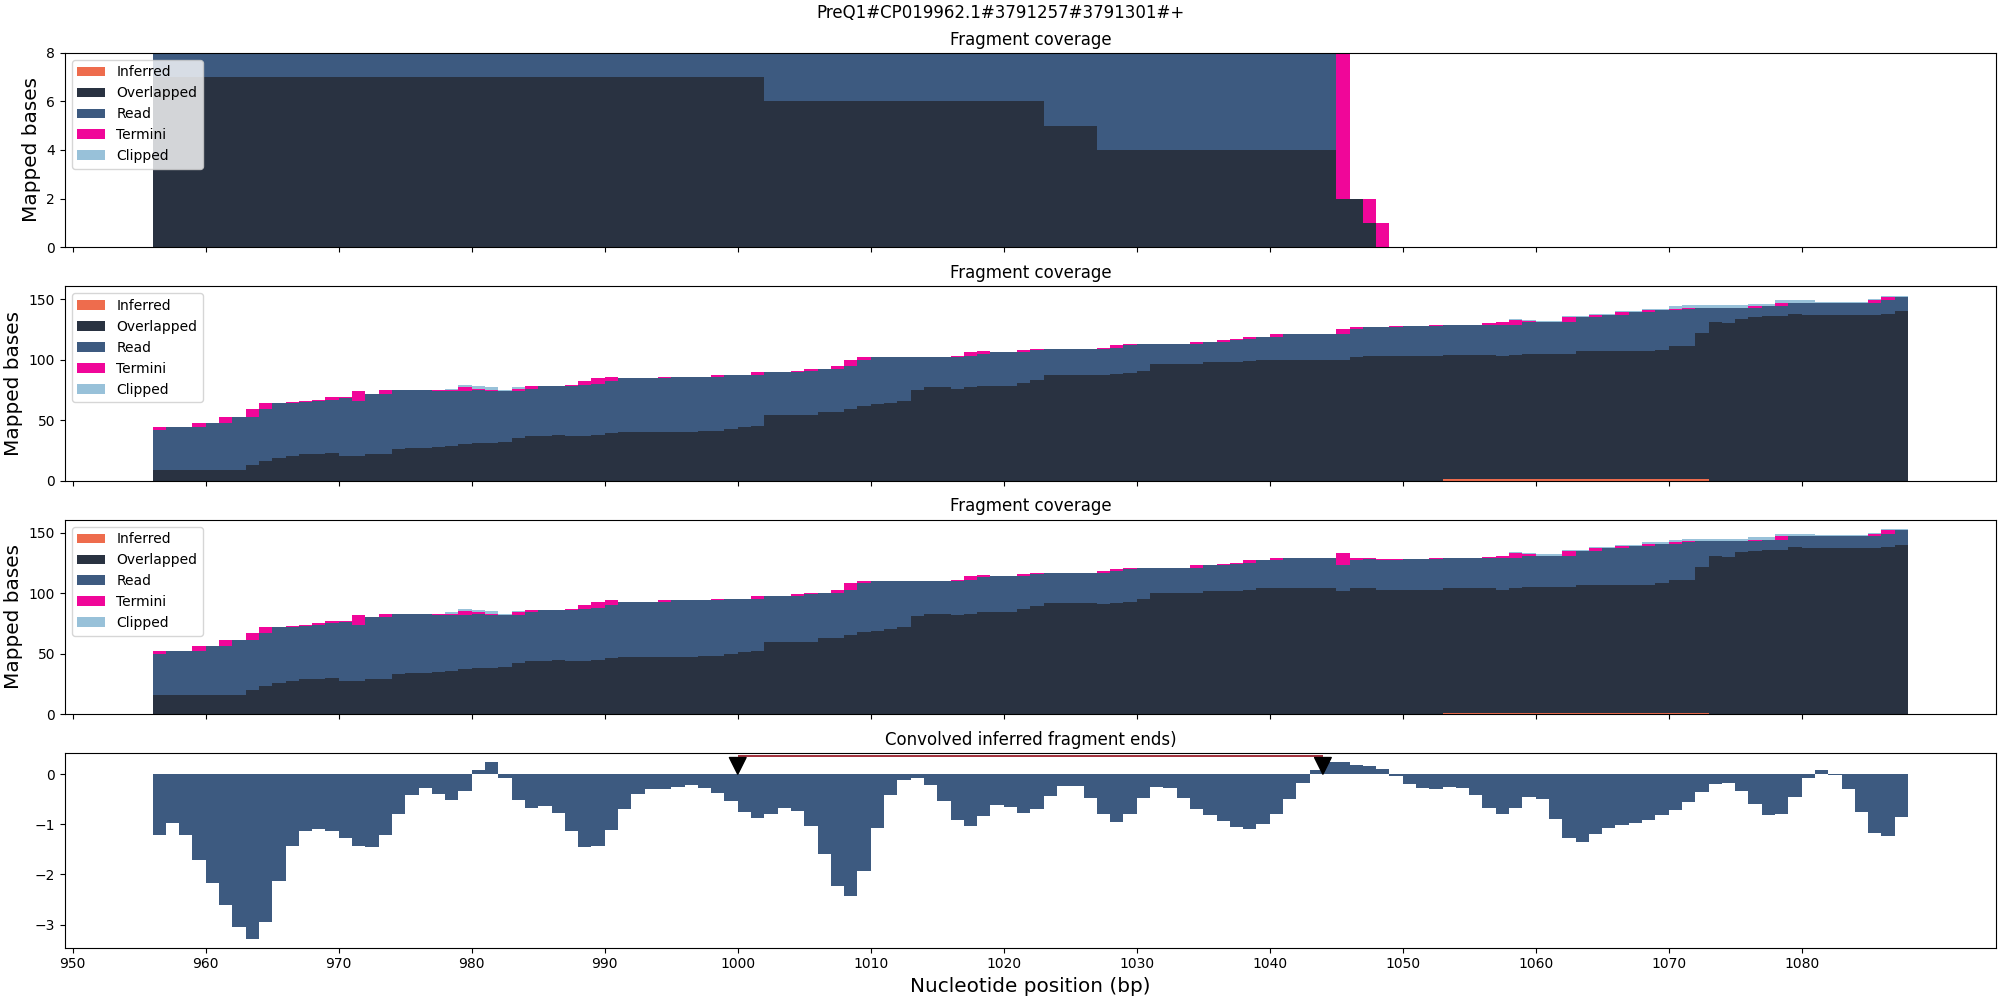 PreQ1#CP019962.1#3791257#3791301#+
Fragment coverage
Mapped bases
8
6
4
2
0
Inferred
Overlapped
Read
Termini
Clipped
Fragment coverage
Mapped bases
150
100
50
0
Inferred
Overlapped
Read
Termini
Clipped
Fragment coverage
Mapped bases
150
100
50
0
Inferred
Overlapped
Read
Termini
Clipped
Convolved inferred fragment ends)
0
−1
−2
−3
950 960 970 980 990 1000 1010 1020 1030 1040 1050 1060 1070 1080
Nucleotide position (bp)